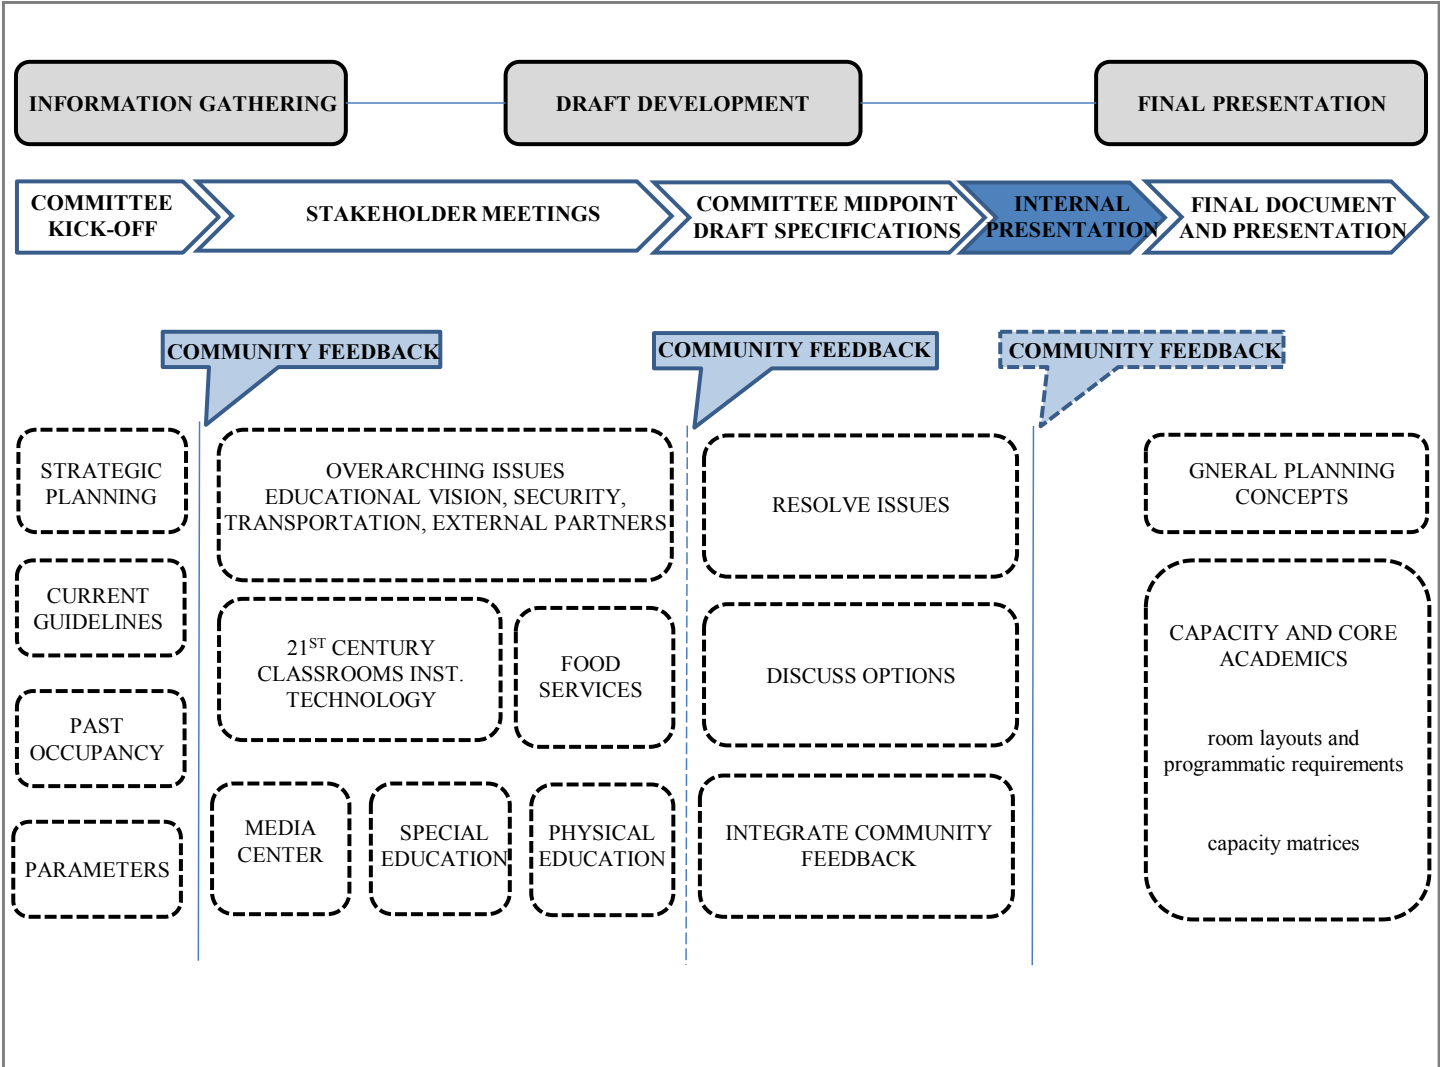 INFORMATION GATHERING
DRAFT DEVELOPMENT
FINAL PRESENTATION
COMMITTEE
KICK-OFF
STAKEHOLDER MEETINGS
COMMITTEE MIDPOINT
DRAFT SPECIFICATIONS
INTERNAL
PRESENTATION
FINAL DOCUMENT
AND PRESENTATION
COMMUNITY FEEDBACK
COMMUNITY FEEDBACK
COMMUNITY FEEDBACK
STRATEGIC
PLANNING
CURRENT
GUIDELINES
PAST
OCCUPANCY
PARAMETERS
OVERARCHING ISSUES
EDUCATIONAL VISION, SECURITY,
TRANSPORTATION, EXTERNAL PARTNERS
21ST CENTURY
CLASSROOMS INST.
TECHNOLOGY
FOOD
SERVICES
MEDIA
CENTER
SPECIAL
EDUCATION
PHYSICAL
EDUCATION
RESOLVE ISSUES
DISCUSS OPTIONS
INTEGRATE COMMUNITY
FEEDBACK
GNERAL PLANNING
CONCEPTS
CAPACITY AND CORE
ACADEMICS
room layouts and
programmatic requirements
capacity matrices